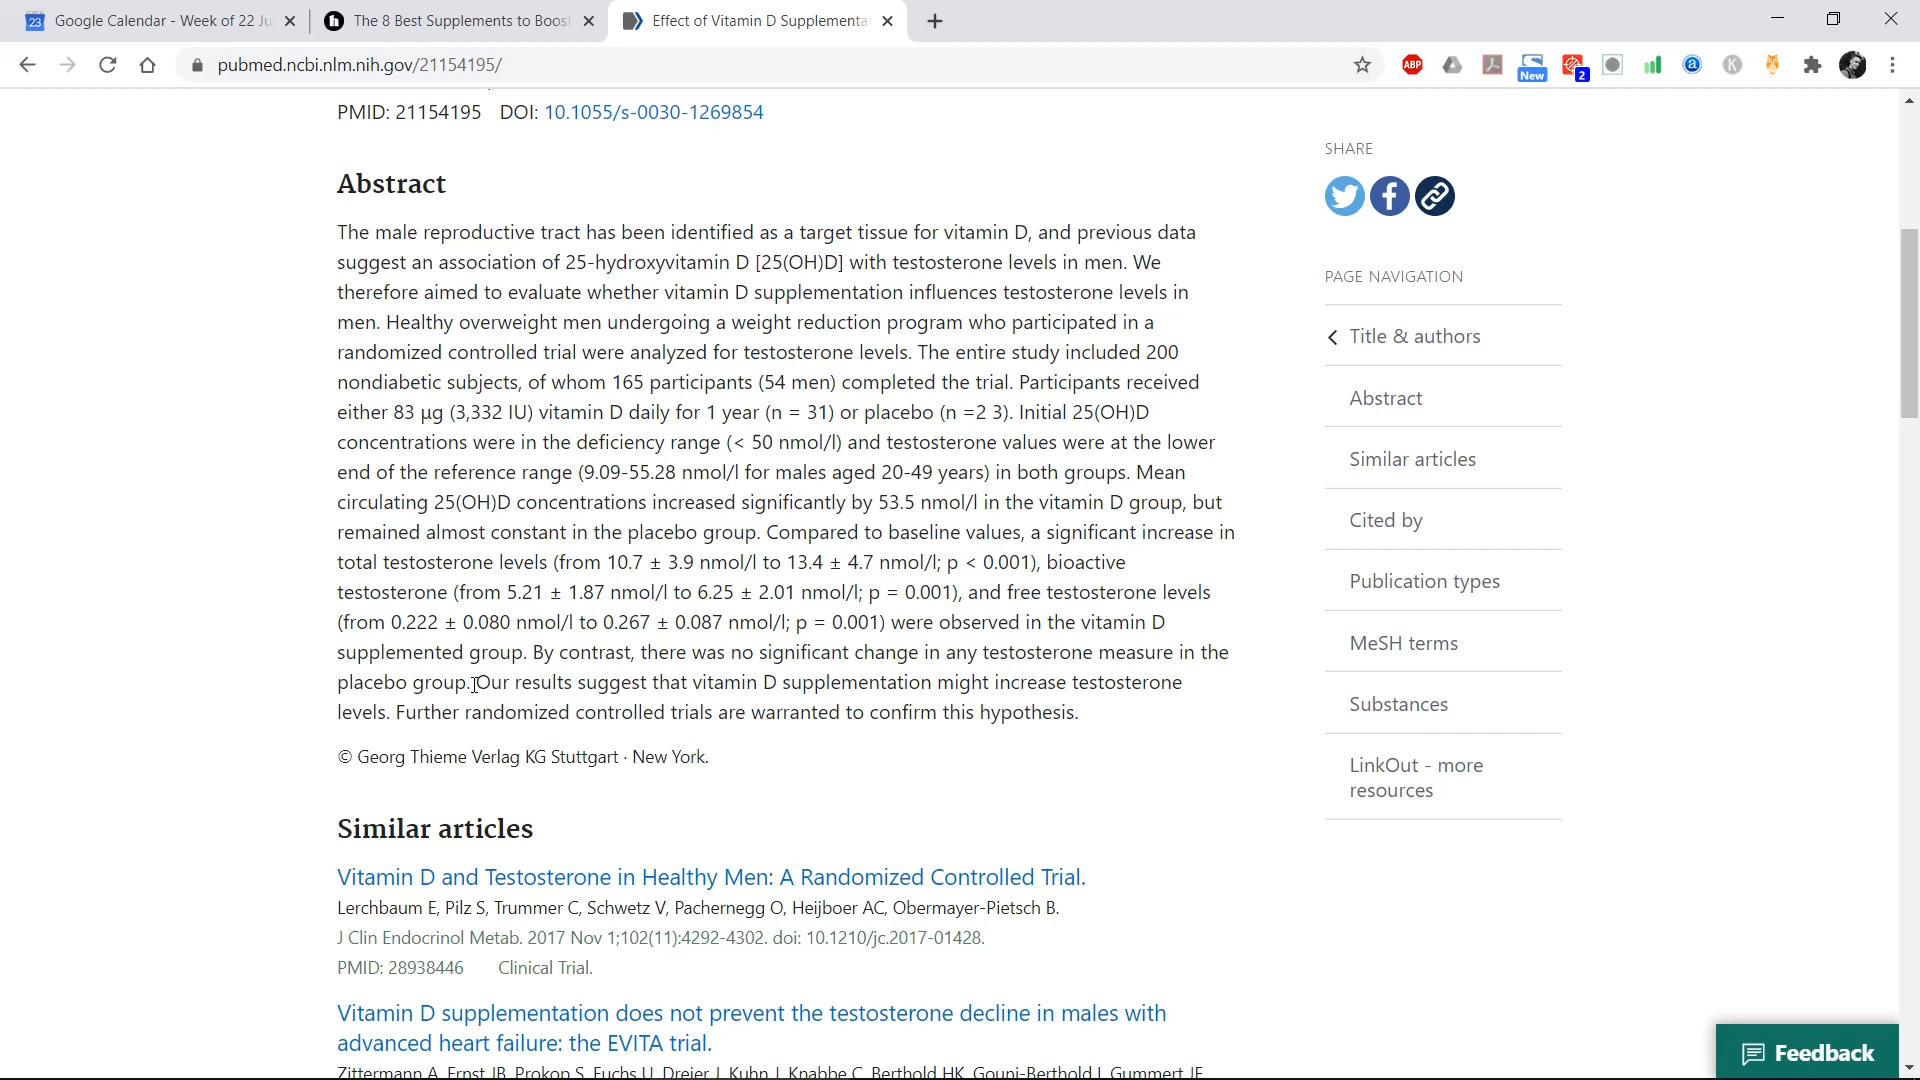 Google Calendar - Week of 22 Ju
The 8 Best Supplements to Boost
Effect of Vitamin D Supplementa
pubmed.ncbi.nlm.nih.gov/21154195/
ABP
New
2
PMID: 21154195 DOI: 10.1055/s-0030-1269854
Abstract
The male reproductive tract has been identified as a target tissue for vitamin D, and previous data
suggest an association of 25-hydroxyvitamin D [25(OH)D] with testosterone levels in men. We
therefore aimed to evaluate whether vitamin D supplementation influences testosterone levels in
men. Healthy overweight men undergoing a weight reduction program who participated in a
randomized controlled trial were analyzed for testosterone levels. The entire study included 200
nondiabetic subjects, of whom 165 participants (54 men) completed the trial. Participants received
either 83 μg (3,332 IU) vitamin D daily for 1 year (n = 31) or placebo (n =2 3). Initial 25(OH)D
concentrations were in the deficiency range (< 50 nmol/l) and testosterone values were at the lower
end of the reference range (9.09-55.28 nmol/l for males aged 20-49 years) in both groups. Mean
circulating 25(OH)D concentrations increased significantly by 53.5 nmol/l in the vitamin D group, but
remained almost constant in the placebo group. Compared to baseline values, a significant increase in
total testosterone levels (from 10.7 ± 3.9 nmol/l to 13.4 ± 4.7 nmol/l; p < 0.001), bioactive
testosterone (from 5.21 ± 1.87 nmol/l to 6.25 ± 2.01 nmol/l; p = 0.001), and free testosterone levels
(from 0.222 ± 0.080 nmol/l to 0.267 ± 0.087 nmol/l; p = 0.001) were observed in the vitamin D
supplemented group. By contrast, there was no significant change in any testosterone measure in the
placebo group. Our results suggest that vitamin D supplementation might increase testosterone
levels. Further randomized controlled trials are warranted to confirm this hypothesis.
© Georg Thieme Verlag KG Stuttgart · New York.
Similar articles
Vitamin D and Testosterone in Healthy Men: A Randomized Controlled Trial.
Lerchbaum E, Pilz S, Trummer C, Schwetz V, Pachernegg O, Heijboer AC, Obermayer-Pietsch B.
J Clin Endocrinol Metab. 2017 Nov 1;102(11):4292-4302. doi: 10.1210/jc.2017-01428.
PMID: 28938446 Clinical Trial.
Vitamin D supplementation does not prevent the testosterone decline in males with
advanced heart failure: the EVITA trial.
Zittermann A, Ernst JB, Prokop S, Fuchs U, Dreier J, Kuhn J, Knabbe C, Berthold HK, Gouni-Berthold I, Gummert JF,
SHARE
PAGE NAVIGATION
Title & authors
Abstract
Similar articles
Cited by
Publication types
MeSH terms
Substances
LinkOut - more
resources
Feedback